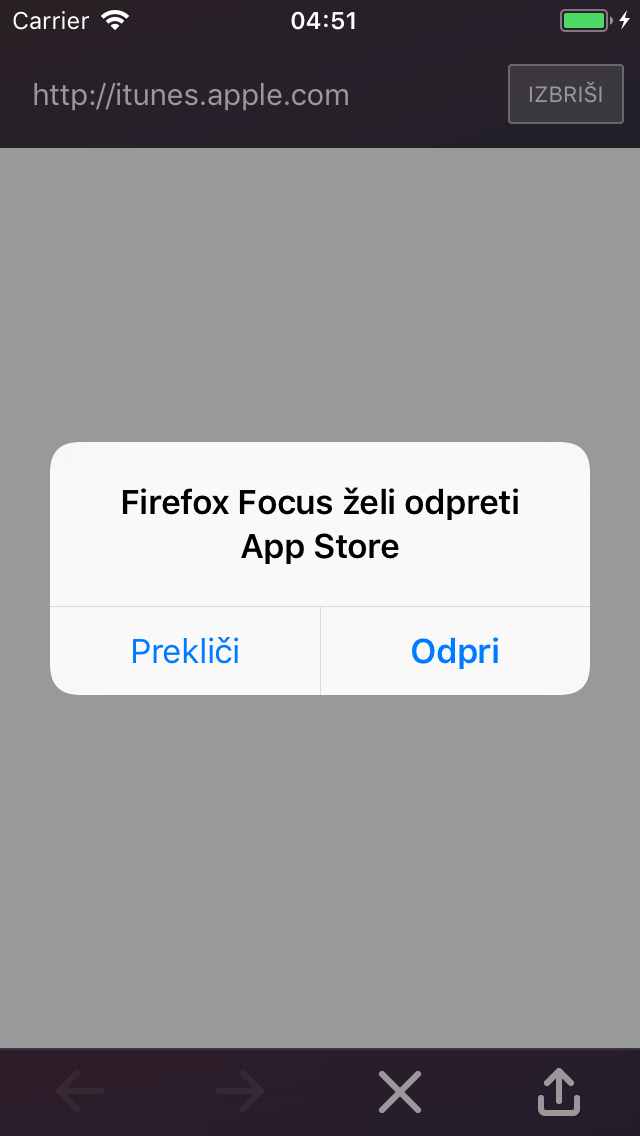 Carrier 04:51
http://itunes.apple.com IZBRIŠI
Firefox Focus želi odpreti
App Store
Prekliči Odpri